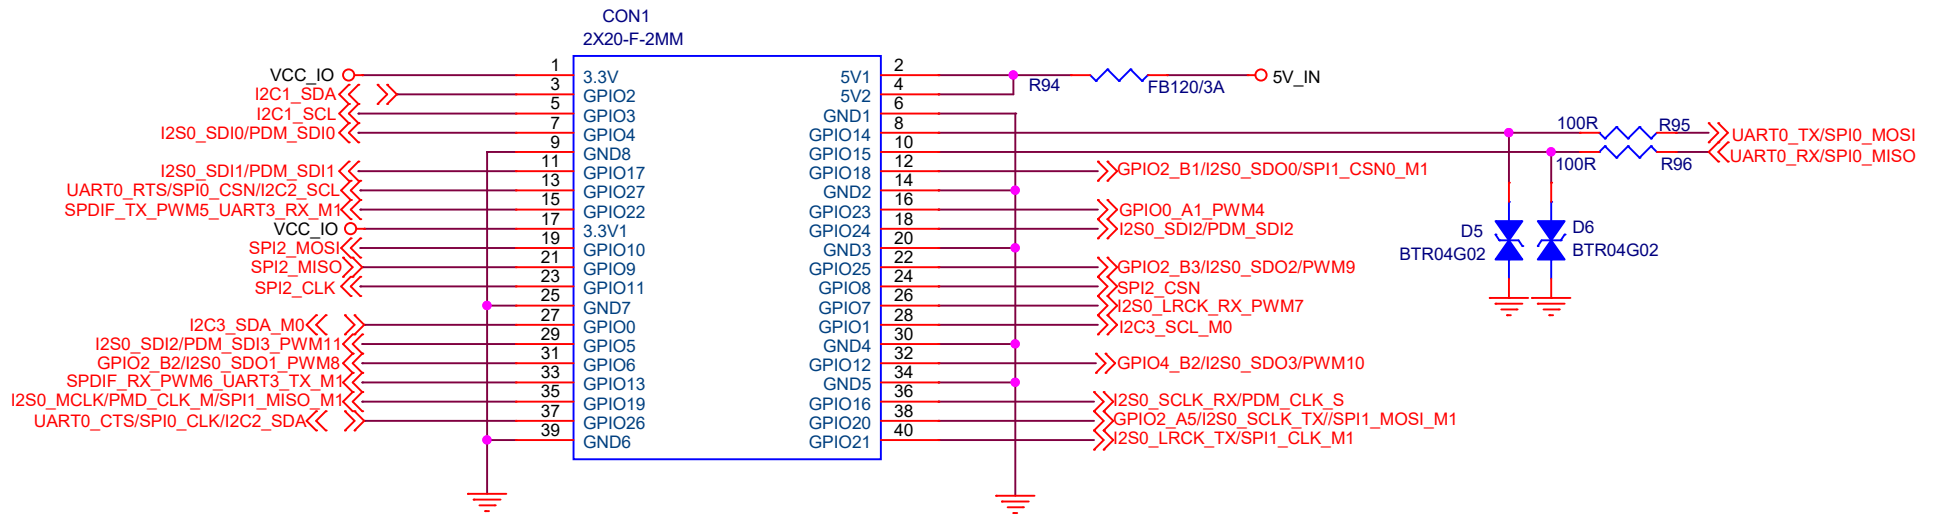 CON1
2X20-F-2MM
VCC_IO 1 3.3V 5V1 2 R94 FB120/3A 5V_IN
I2C1_SDA 3 GPIO2 5V2 4
I2C1_SCL 5 GPIO3 GND1 6
I2S0_SDI0/PDM_SDI0 7 GPIO4 GPIO14 8 100R R95 UART0_TX/SPI0_MOSI
9 GND8 GPIO15 10 100R R96 UART0_RX/SPI0_MISO
I2S0_SDI1/PDM_SDI1 11 GPIO17 GPIO18 12 GPIO2_B1/I2S0_SDO0/SPI1_CSN0_M1
UART0_RTS/SPI0_CSN/I2C2_SCL 13 GPIO27 GND2 14
SPDIF_TX_PWM5_UART3_RX_M1 15 GPIO22 GPIO23 16 GPIO0_A1_PWM4
VCC_IO 17 3.3V1 GPIO24 18 I2S0_SDI2/PDM_SDI2
D5 D6
SPI2_MOSI 19 GPIO10 GND3 20
BTR04G02 BTR04G02
SPI2_MISO 21 GPIO9 GPIO25 22 GPIO2_B3/I2S0_SDO2/PWM9
SPI2_CLK 23 GPIO11 GPIO8 24 SPI2_CSN
25 GND7 GPIO7 26 I2S0_LRCK_RX_PWM7
I2C3_SDA_M0 27 GPIO0 GPIO1 28 I2C3_SCL_M0
I2S0_SDI2/PDM_SDI3_PWM11 29 GPIO5 GND4 30
GPIO2_B2/I2S0_SDO1_PWM8 31 GPIO6 GPIO12 32 GPIO4_B2/I2S0_SDO3/PWM10
SPDIF_RX_PWM6_UART3_TX_M1 33 GPIO13 GND5 34
I2S0_MCLK/PMD_CLK_M/SPI1_MISO_M1 35 GPIO19 GPIO16 36 I2S0_SCLK_RX/PDM_CLK_S
UART0_CTS/SPI0_CLK/I2C2_SDA 37 GPIO26 GPIO20 38 GPIO2_A5/I2S0_SCLK_TX//SPI1_MOSI_M1
39 GND6 GPIO21 40 I2S0_LRCK_TX/SPI1_CLK_M1